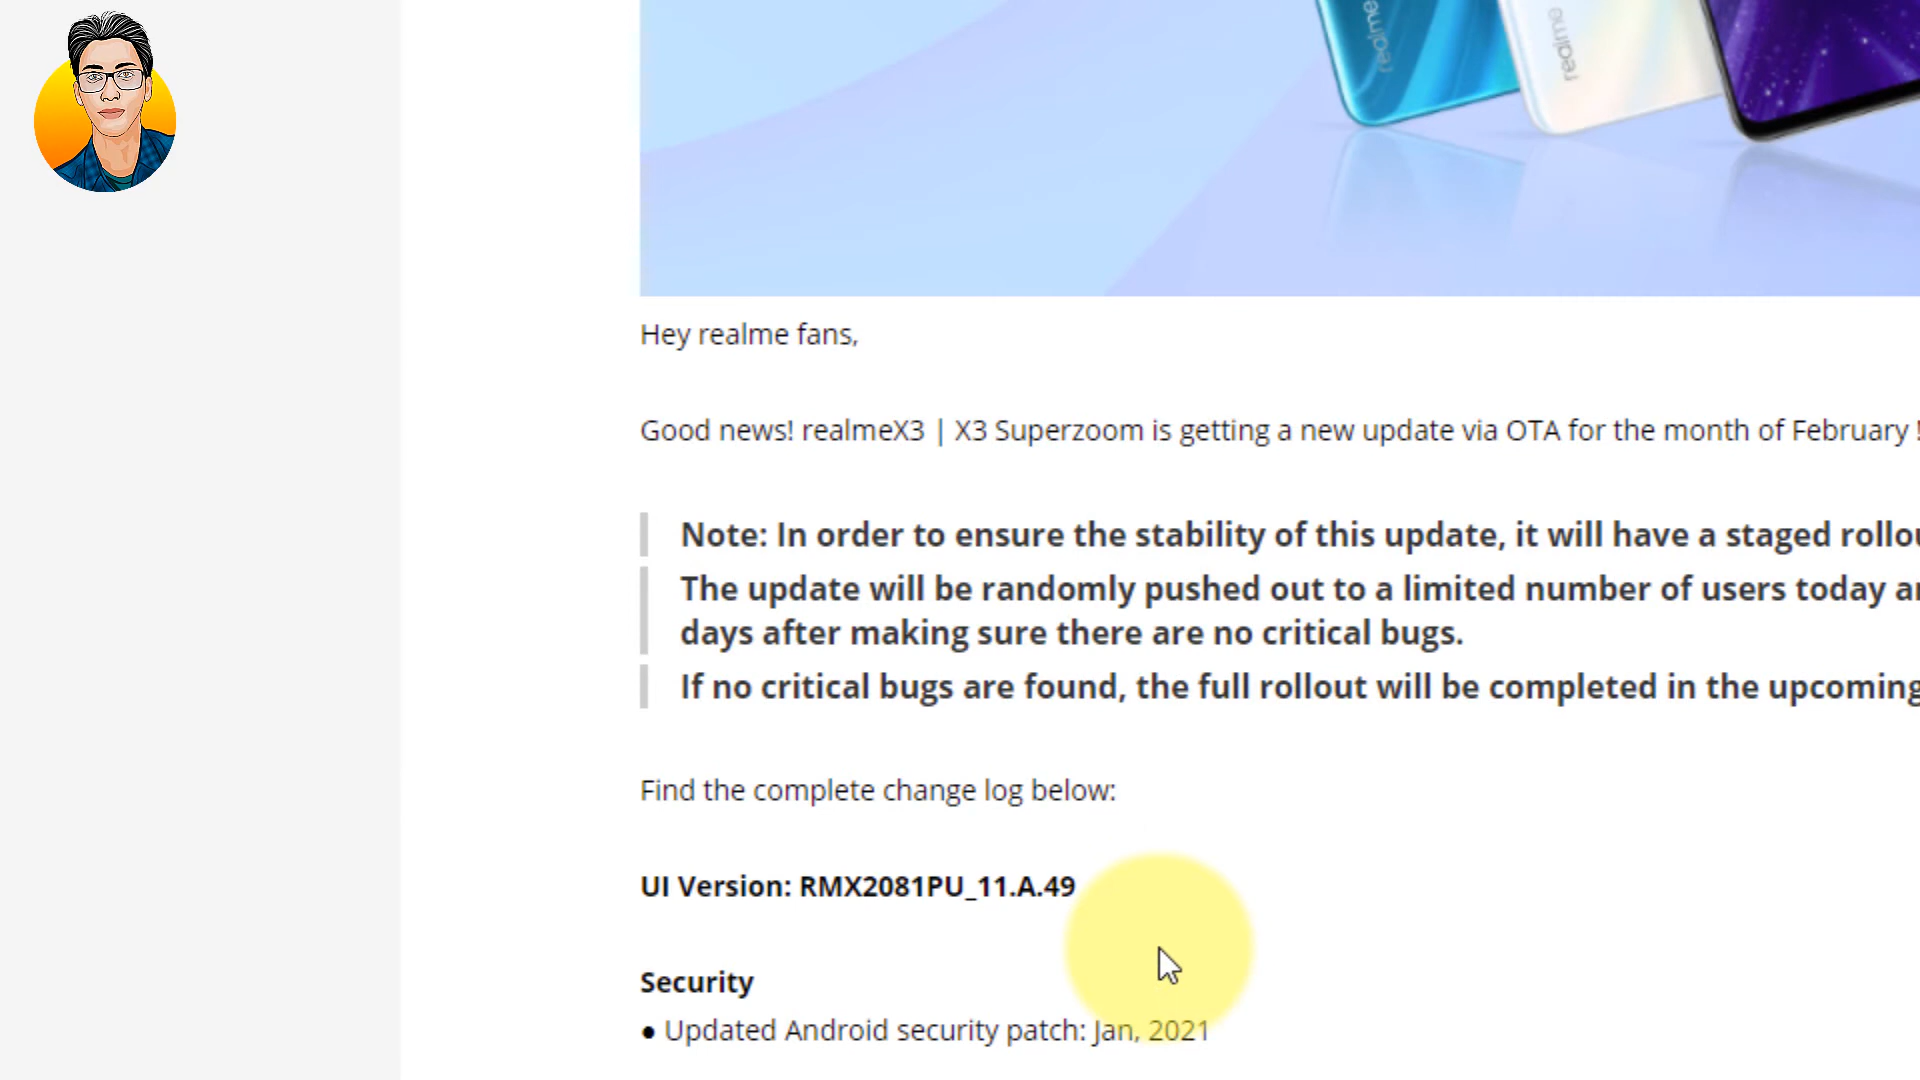 realme
realme
Hey realme fans,
Good news! realmeX3 | X3 Superzoom is getting a new update via OTA for the month of February !
Note: In order to ensure the stability of this update, it will have a staged
The update will be randomly pushed out to a limited number of users today
days after making sure there are no critical bugs.
If no critical bugs are found, the full rollout will be completed in the upcoming
Find the complete change log below:
UI Version: RMX2081PU_11.A.49
Security
● Updated Android security patch: Jan, 2021